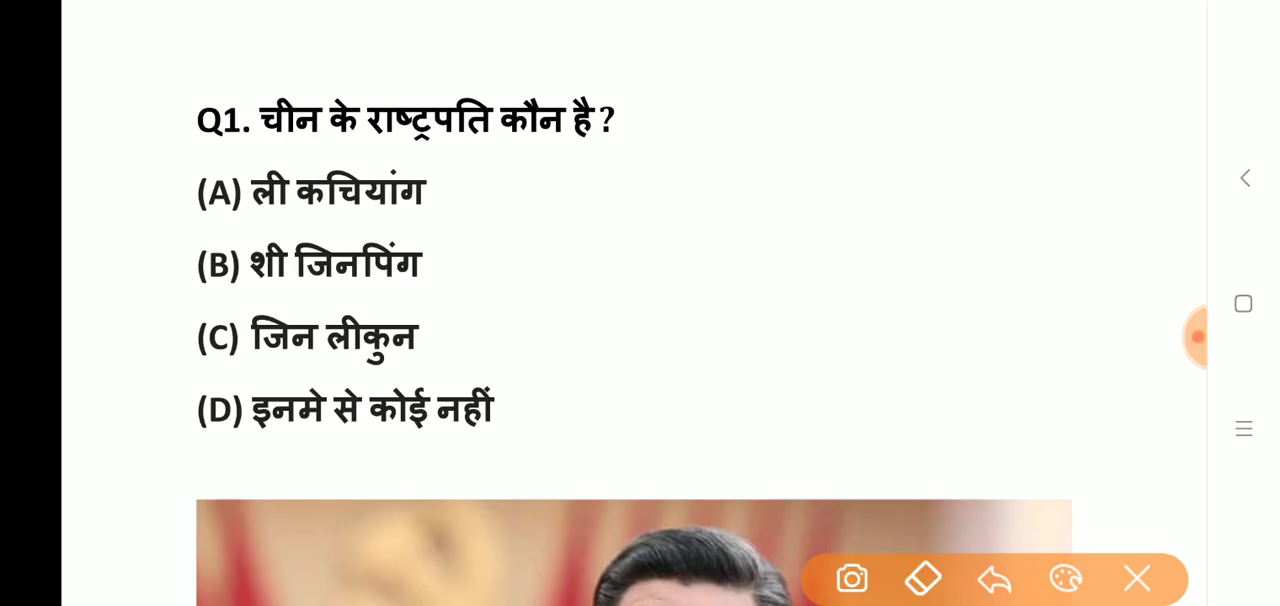 Q1. चीन के राष्ट्रपति कौन है?
(A) ली कचियांग
(B) शी जिनपिंग
(C) जिन लीकुन
(D) इनमे से कोई नहीं